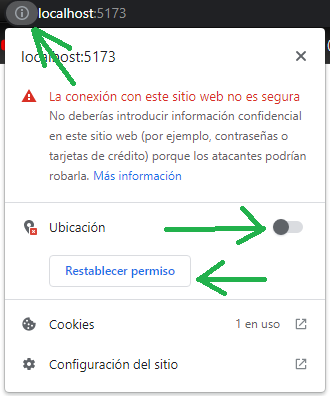 localhost:5173
localhost:5173
La conexión con este sitio web no es segura
No deberías introducir información confidencial
en este sitio web (por ejemplo, contraseñas o
tarjetas de crédito) porque los atacantes podrían
robarla. Más información
Ubicación
Restablecer permiso
Cookies 1 en uso
Configuración del sitio